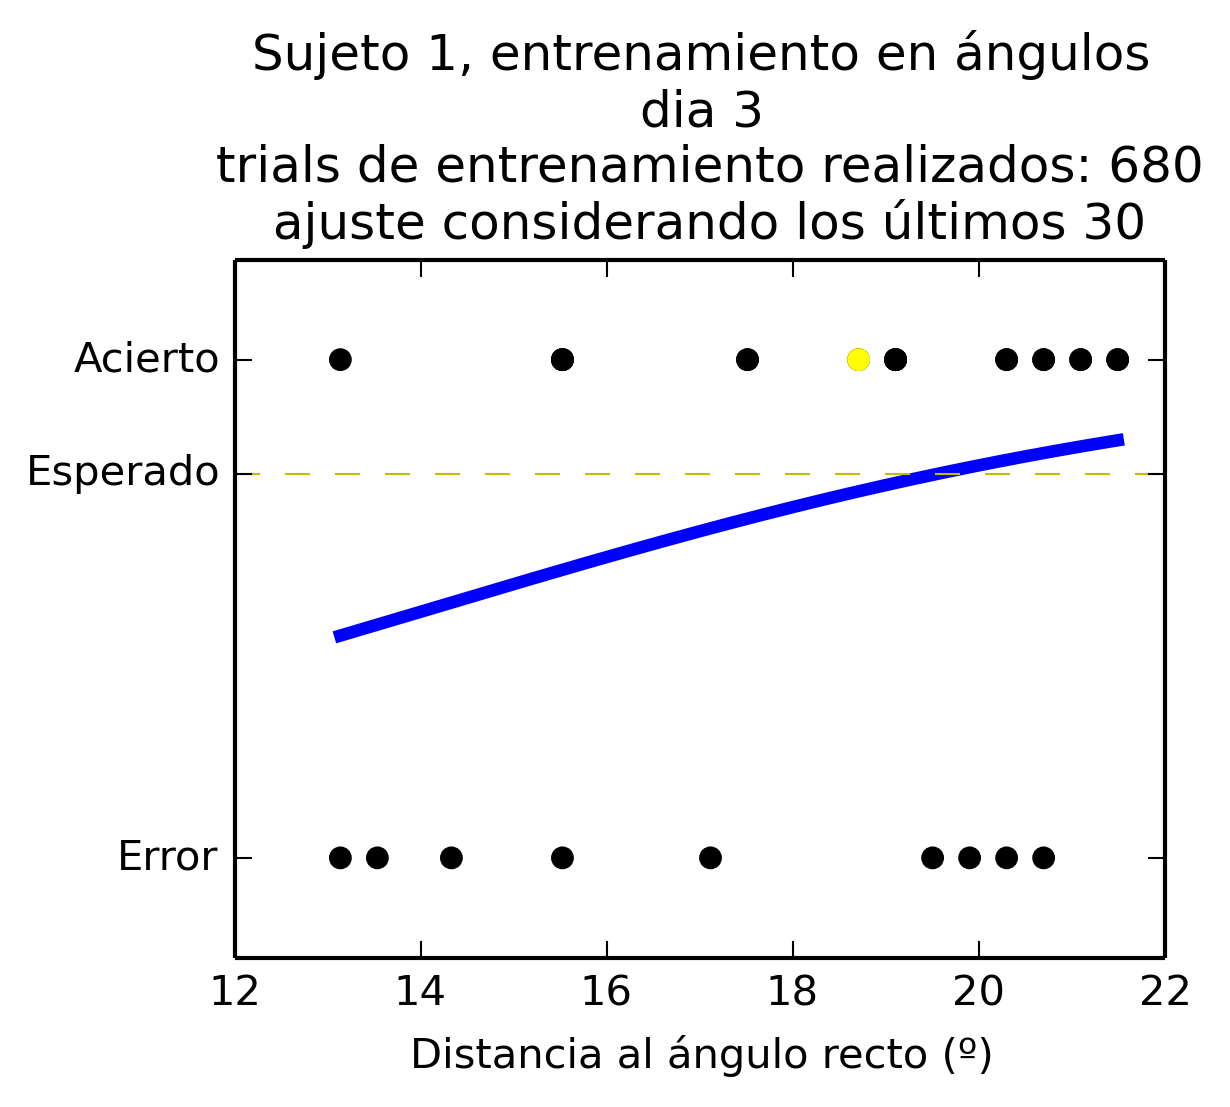 Sujeto 1, entrenamiento en ángulos
dia 3
trials de entrenamiento realizados: 680
ajuste considerando los últimos 30
Acierto
Esperado
Error
12 14 16 18 20 22
Distancia al ángulo recto (º)